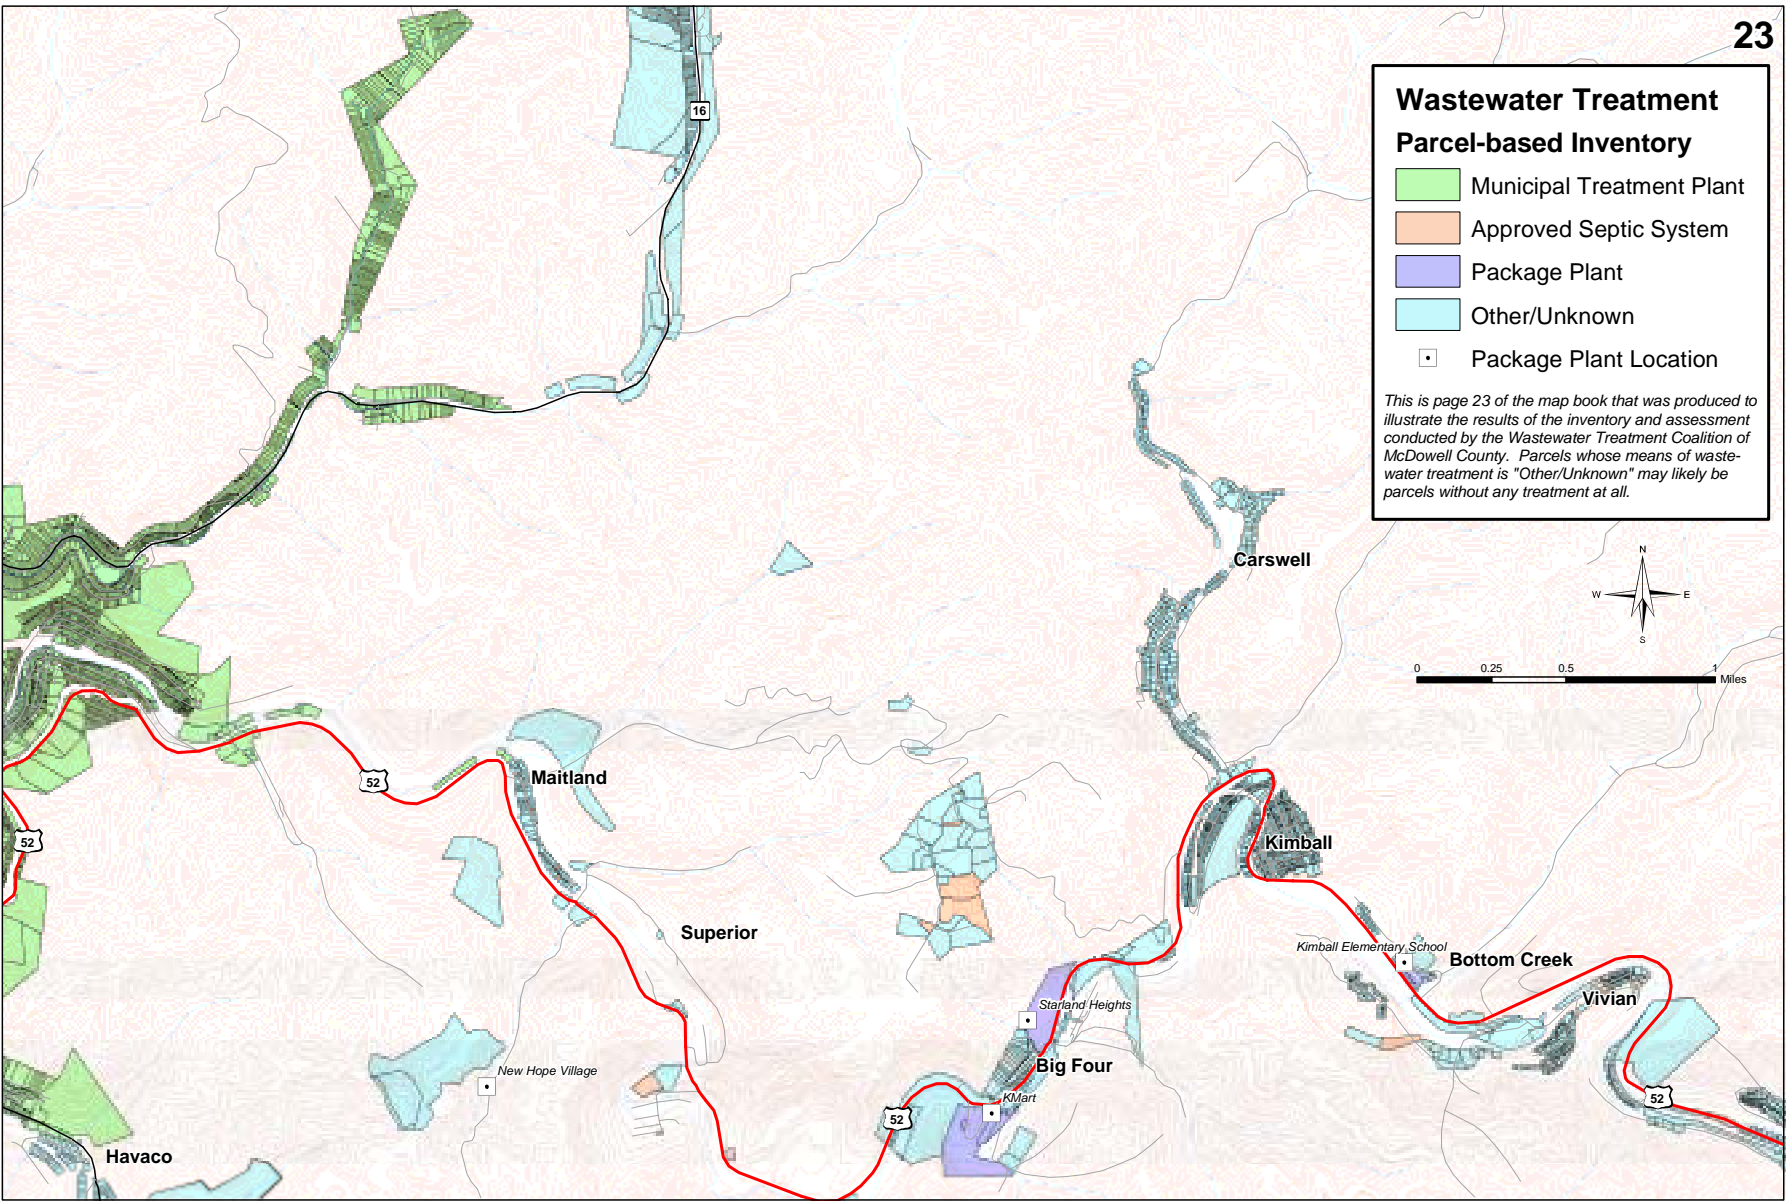 23
Wastewater Treatment
Parcel-based Inventory
Municipal Treatment Plant
Approved Septic System
Package Plant
Other/Unknown
Package Plant Location
This is page 23 of the map book that was produced to
illustrate the results of the inventory and assessment
conducted by the Wastewater Treatment Coalition of
McDowell County. Parcels whose means of waste-
water treatment is "Other/Unknown" may likely be
parcels without any treatment at all.
16
Carswell
N
W E
S
0 0.25 0.5 1
Miles
52
Maitland
52
Kimball
Superior
Kimball Elementary School
Bottom Creek
Vivian
Starland Heights
Big Four
New Hope Village
KMart
52
52
Havaco